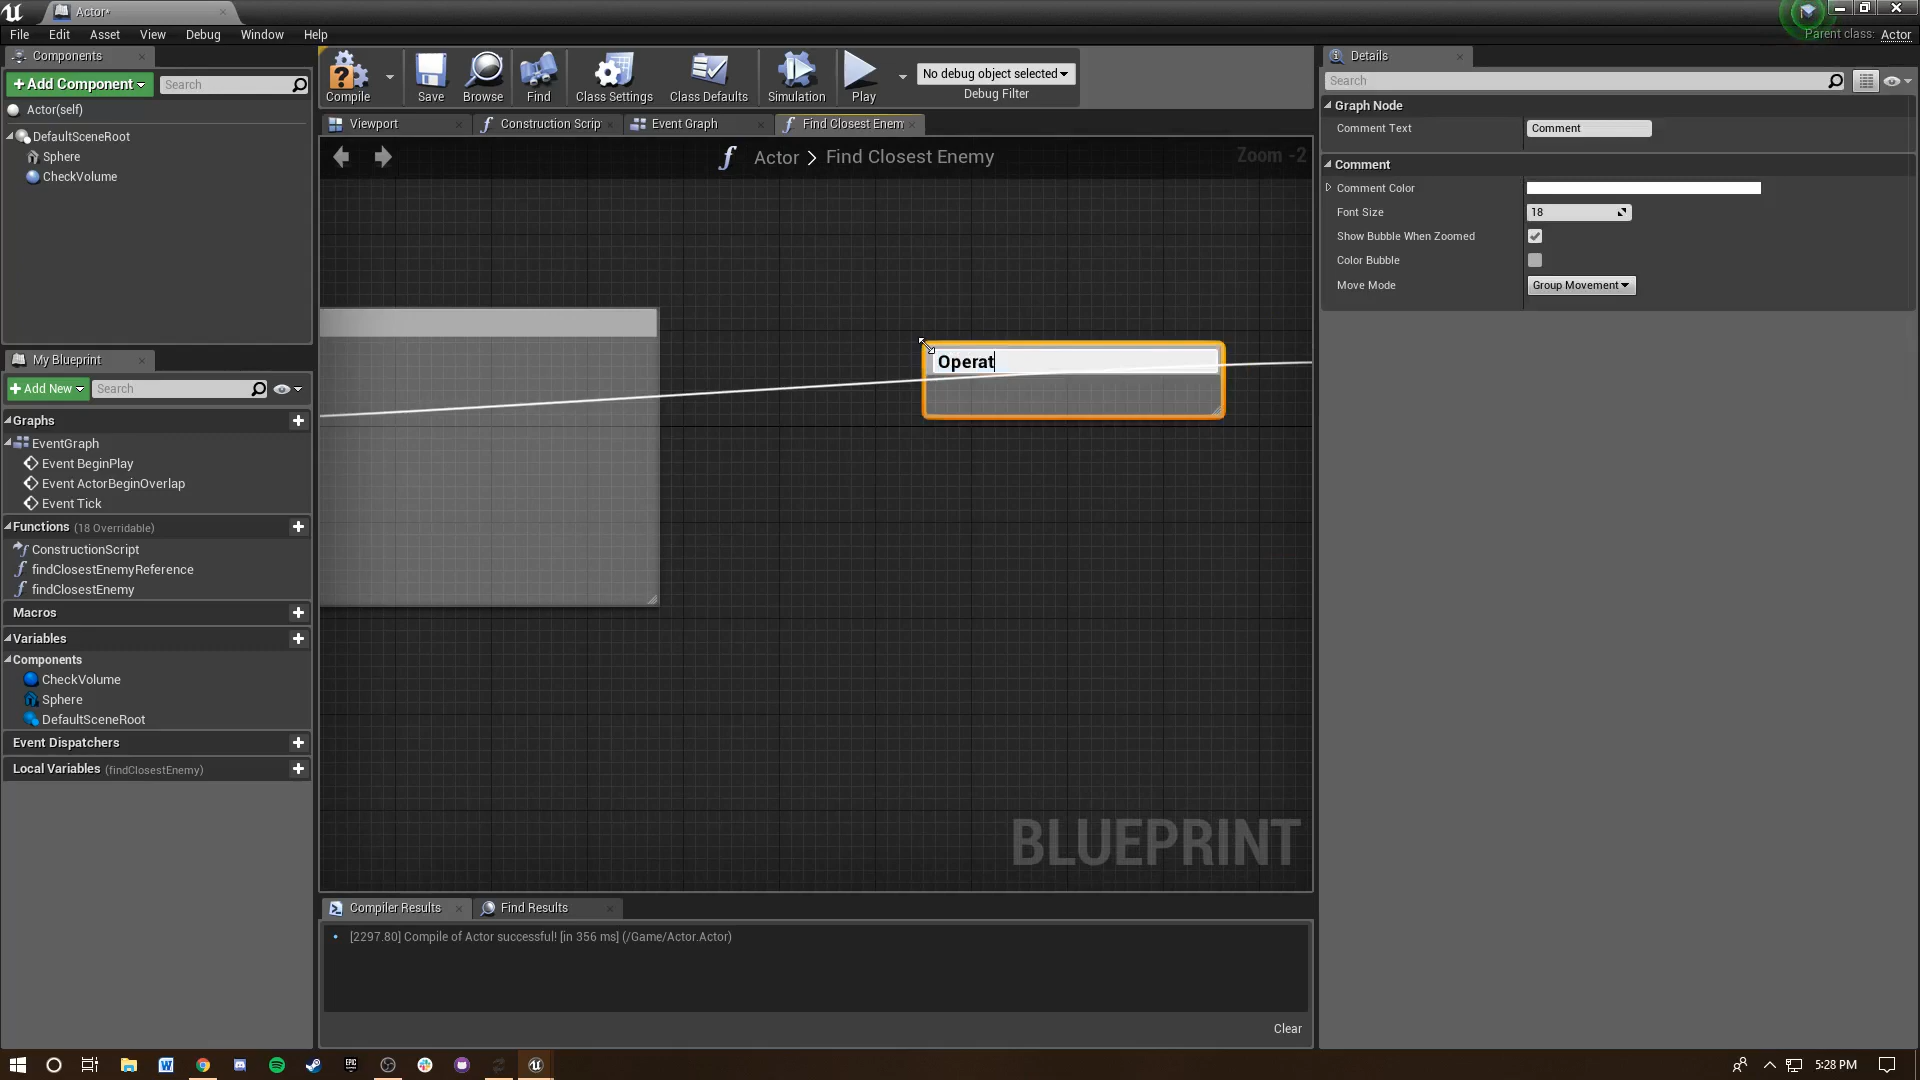 Actor*
File Edit Asset View Debug Window Help
Parent class: Actor
Components
+Add Component
Search
Actor(self)
DefaultSceneRoot
Sphere
CheckVolume
My Blueprint
+Add New
Search
Graphs
EventGraph
Event BeginPlay
Event ActorBeginOverlap
Event Tick
Functions (18 Overridable)
ConstructionScript
findClosestEnemyReference
findClosestEnemy
Macros
Variables
Components
CheckVolume
Sphere
DefaultSceneRoot
Event Dispatchers
Local Variables (findClosestEnemy)
Compile Save Browse Find Class Settings Class Defaults Simulation Play
No debug object selected
Debug Filter
Viewport Construction Scrip Event Graph Find Closest Enem
Actor > Find Closest Enemy
Zoom -2
Operat
BLUEPRINT
Compiler Results Find Results
[2297.80] Compile of Actor successful! [in 356 ms] (/Game/Actor.Actor)
Clear
Details
Search
Graph Node
Comment Text Comment
Comment
Comment Color
Font Size 18
Show Bubble When Zoomed
Color Bubble
Move Mode Group Movement
EPIC
5:28 PM